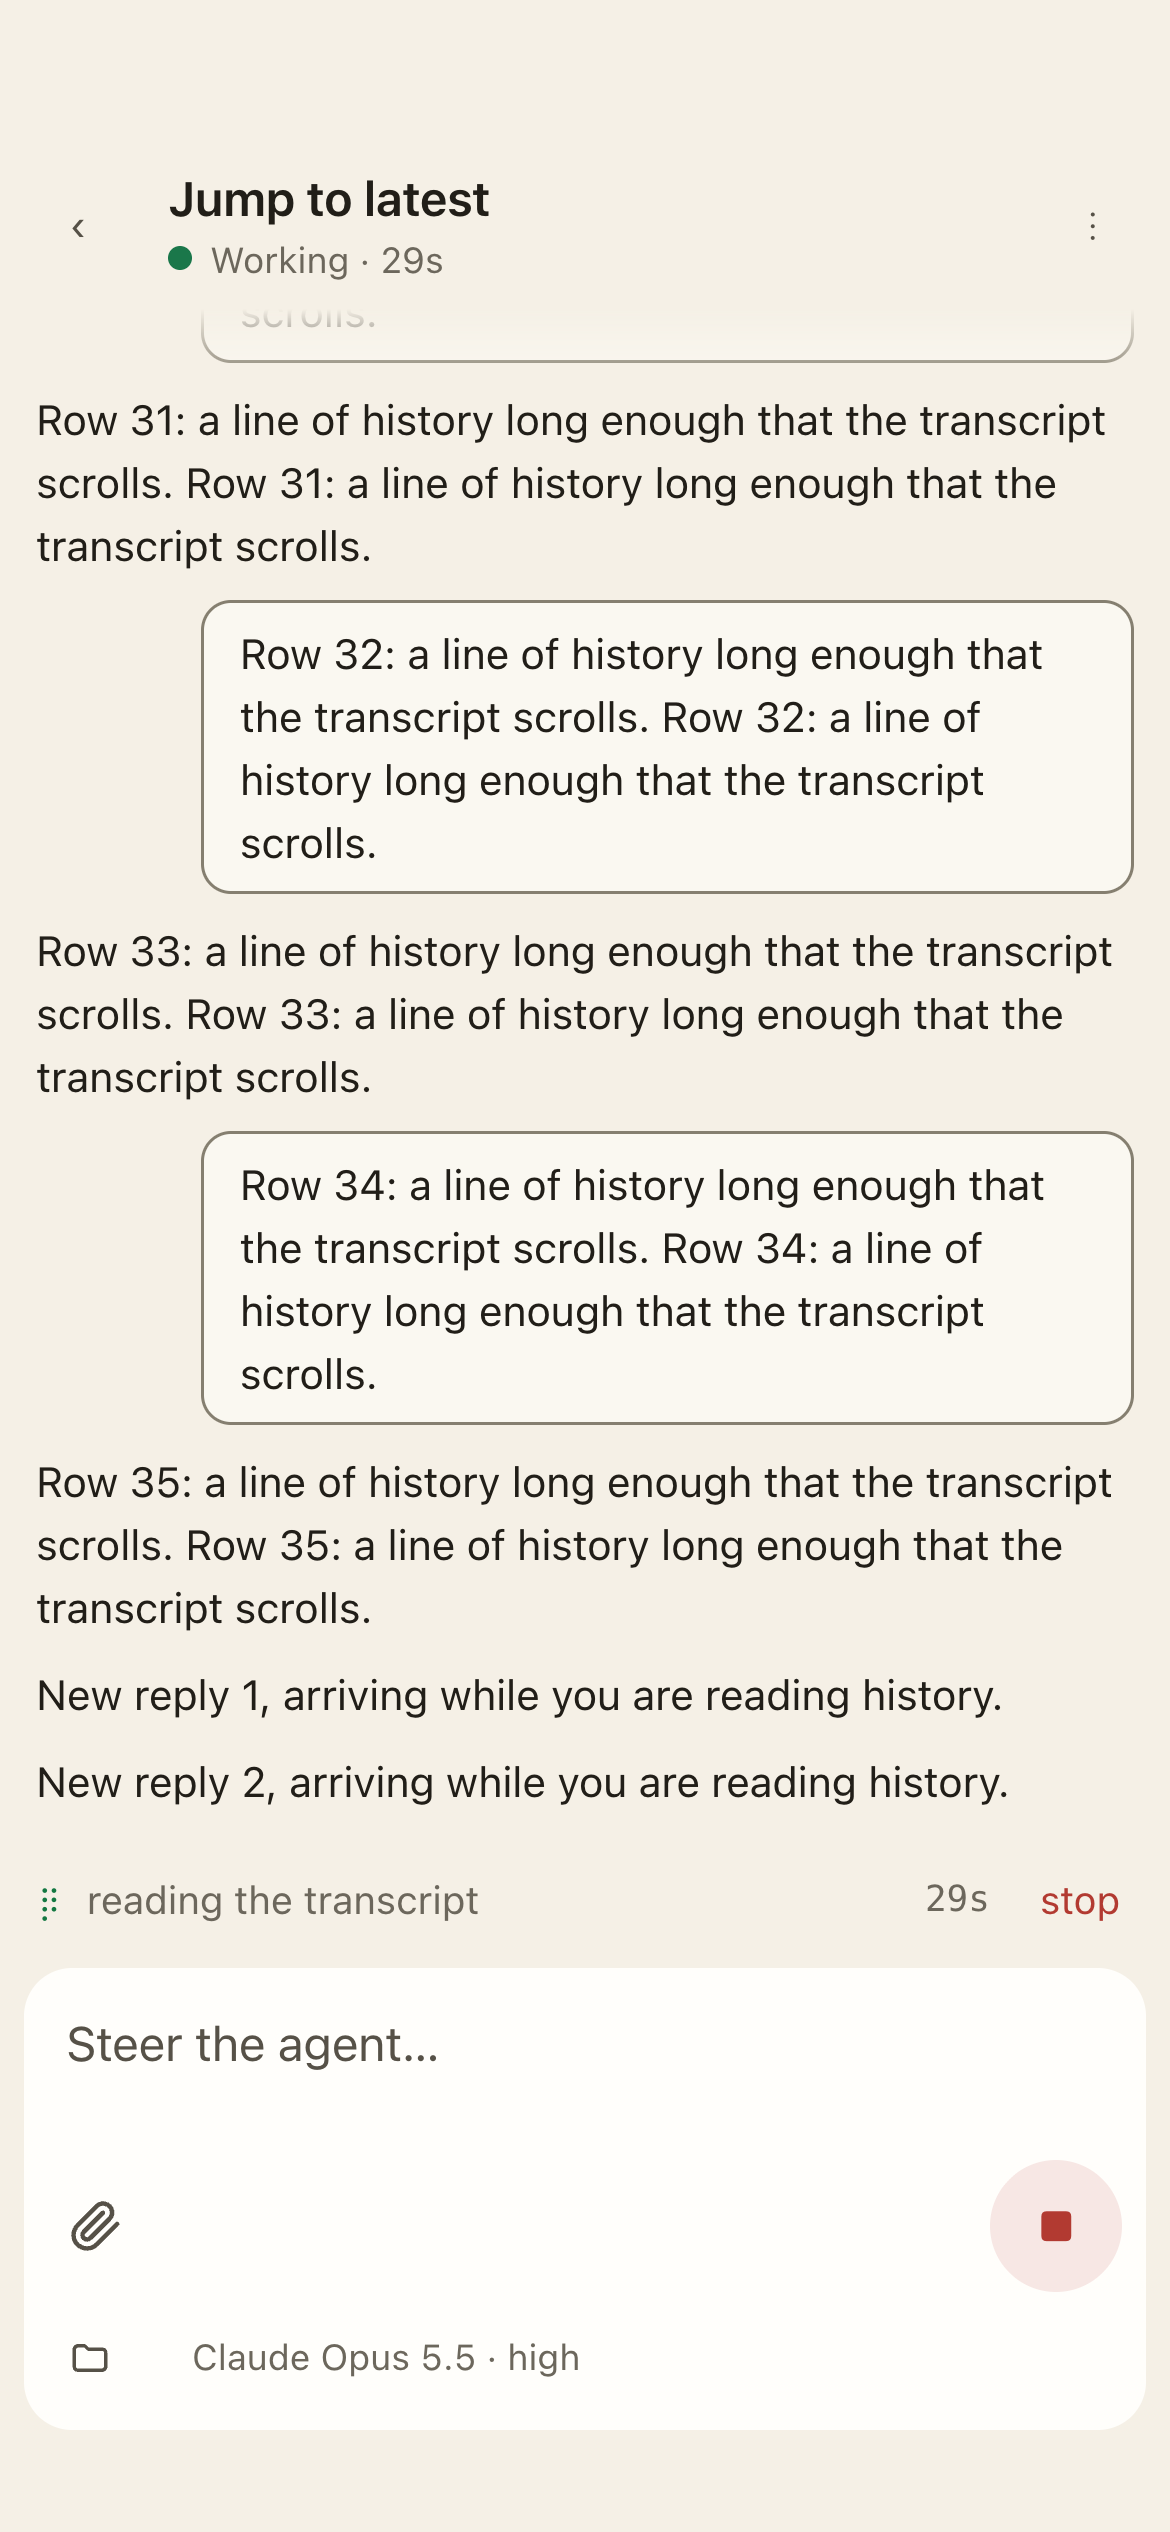 Jump to latest
Working · 29s
scrolls.
Row 31: a line of history long enough that the transcript
scrolls. Row 31: a line of history long enough that the
transcript scrolls.
Row 32: a line of history long enough that
the transcript scrolls. Row 32: a line of
history long enough that the transcript
scrolls.
Row 33: a line of history long enough that the transcript
scrolls. Row 33: a line of history long enough that the
transcript scrolls.
Row 34: a line of history long enough that
the transcript scrolls. Row 34: a line of
history long enough that the transcript
scrolls.
Row 35: a line of history long enough that the transcript
scrolls. Row 35: a line of history long enough that the
transcript scrolls.
New reply 1, arriving while you are reading history.
New reply 2, arriving while you are reading history.
reading the transcript 29s stop
Steer the agent...
Claude Opus 5.5 · high